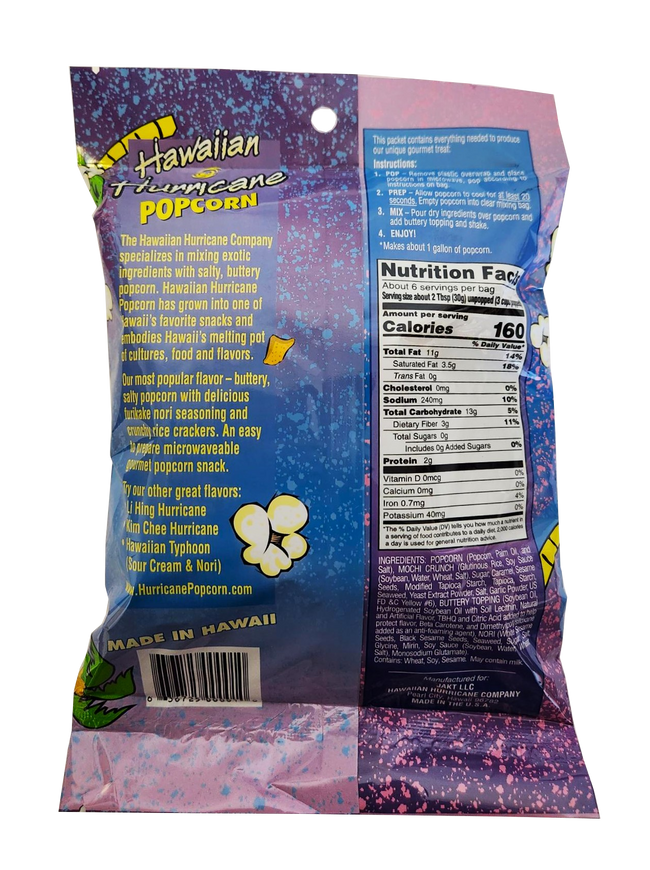 Hawaiian
Hurricane
POPCORN
The Hawaiian Hurricane Company
specializes in mixing exotic
ingredients with salty, buttery
popcorn. Hawaiian Hurricane
Popcorn has grown into one of
Hawaii's favorite snacks and
embodies Hawaii's melting pot
of cultures, food and flavors.
Our most popular flavor – buttery,
salty popcorn with delicious
furikake nori seasoning and
crunchy rice crackers. An easy
to prepare microwaveable
gourmet popcorn snack.
Try our other great flavors:
Li Hing Hurricane
Kim Chee Hurricane
• Hawaiian Typhoon
(Sour Cream & Nori)
www.HurricanePopcorn.com
MADE IN HAWAII
This packet contains everything needed to produce
our unique gourmet treat:
Instructions:
1. POP – Remove plastic overwrap and place
popcorn in microwave, pop according to
instructions on bag.
2. PREP – Allow popcorn to cool for at least 20
seconds. Empty popcorn into clear mixing bag.
3. MIX – Pour dry ingredients over popcorn and
add buttery topping and shake.
4. ENJOY!
*Makes about 1 gallon of popcorn.
Nutrition Facts
About 6 servings per bag
Serving size about 2 Tbsp (30g) unpopped (3 cup
Amount per serving
Calories 160
% Daily Value*
Total Fat 11g 14%
Saturated Fat 3.5g 18%
Trans Fat 0g
Cholesterol 0mg 0%
Sodium 240mg 10%
Total Carbohydrate 13g 5%
Dietary Fiber 3g 11%
Total Sugars 0g
Includes 0g Added Sugars 0%
Protein 2g
Vitamin D 0mcg 0%
Calcium 0mg 0%
Iron 0.7mg 4%
Potassium 40mg 0%
*The % Daily Value (DV) tells you how much a nutrient in
a serving of food contributes to a daily diet. 2,000 calories
a day is used for general nutrition advice.
INGREDIENTS: POPCORN (Popcorn, Palm Oil, and
Salt), MOCHI CRUNCH (Glutinous Rice, Soy Sauce
(Soybean, Water, Wheat, Salt), Sugar, Caramel, Sesame
Seeds, Modified Tapioca Starch, Tapioca Starch,
Seaweed, Yeast Extract Powder, Salt, Garlic Powder, US
FD &C Yellow #6), BUTTERY TOPPING (Soybean Oil,
Hydrogenated Soybean Oil with Soy Lecithin, Natural
and Artificial Flavor, TBHQ and Citric Acid added to help
protect flavor, Beta Carotene, and Dimethylpolysiloxane
added as an anti-foaming agent), NORI (White Sesame
Seeds, Black Sesame Seeds, Seaweed, Sugar, Salt,
Glycine, Mirin, Soy Sauce (Soybean, Water, Wheat,
Salt), Monosodium Glutamate).
Contains: Wheat, Soy, Sesame. May contain milk.
Manufactured for:
JAKT LLC
HAWAIIAN HURRICANE COMPANY
Pearl City, Hawaii 96782
MADE IN THE U.S.A.